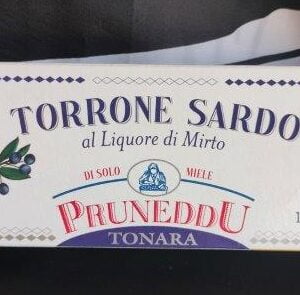 TORRONE SARDO
al Liquore di Mirto
DI SOLO MIELE
PRUNEDDU
TONARA